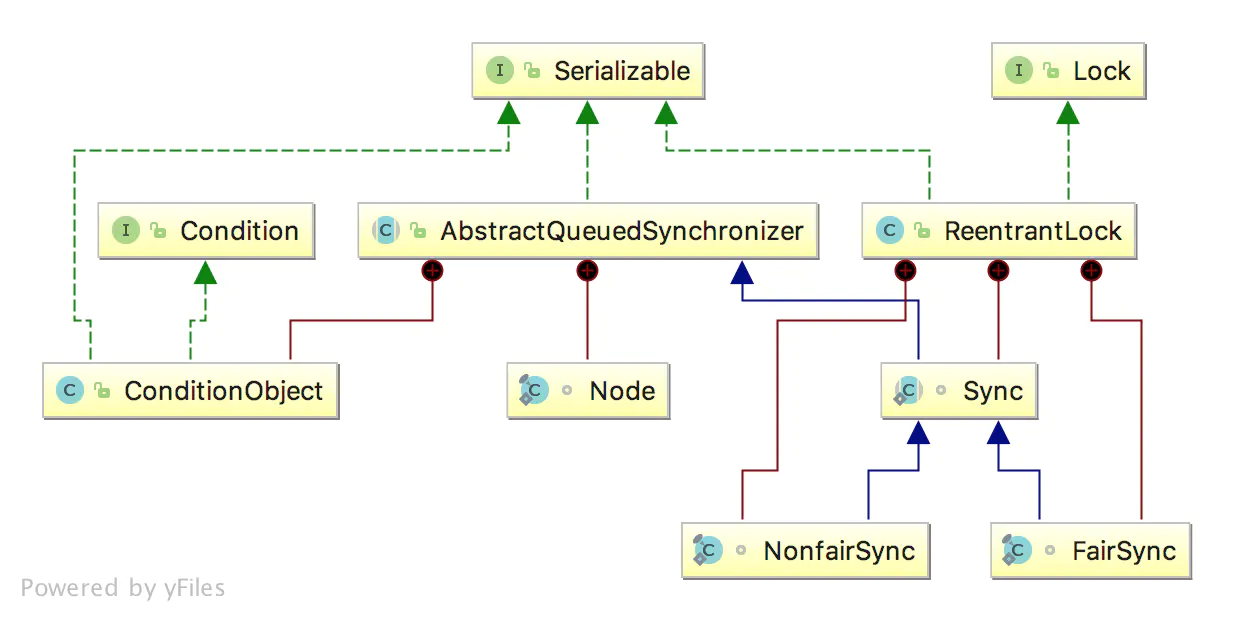 I Serializable
I Lock
I Condition
C AbstractQueuedSynchronizer
C ReentrantLock
C ConditionObject
C Node
C Sync
C NonfairSync
C FairSync
Powered by yFiles